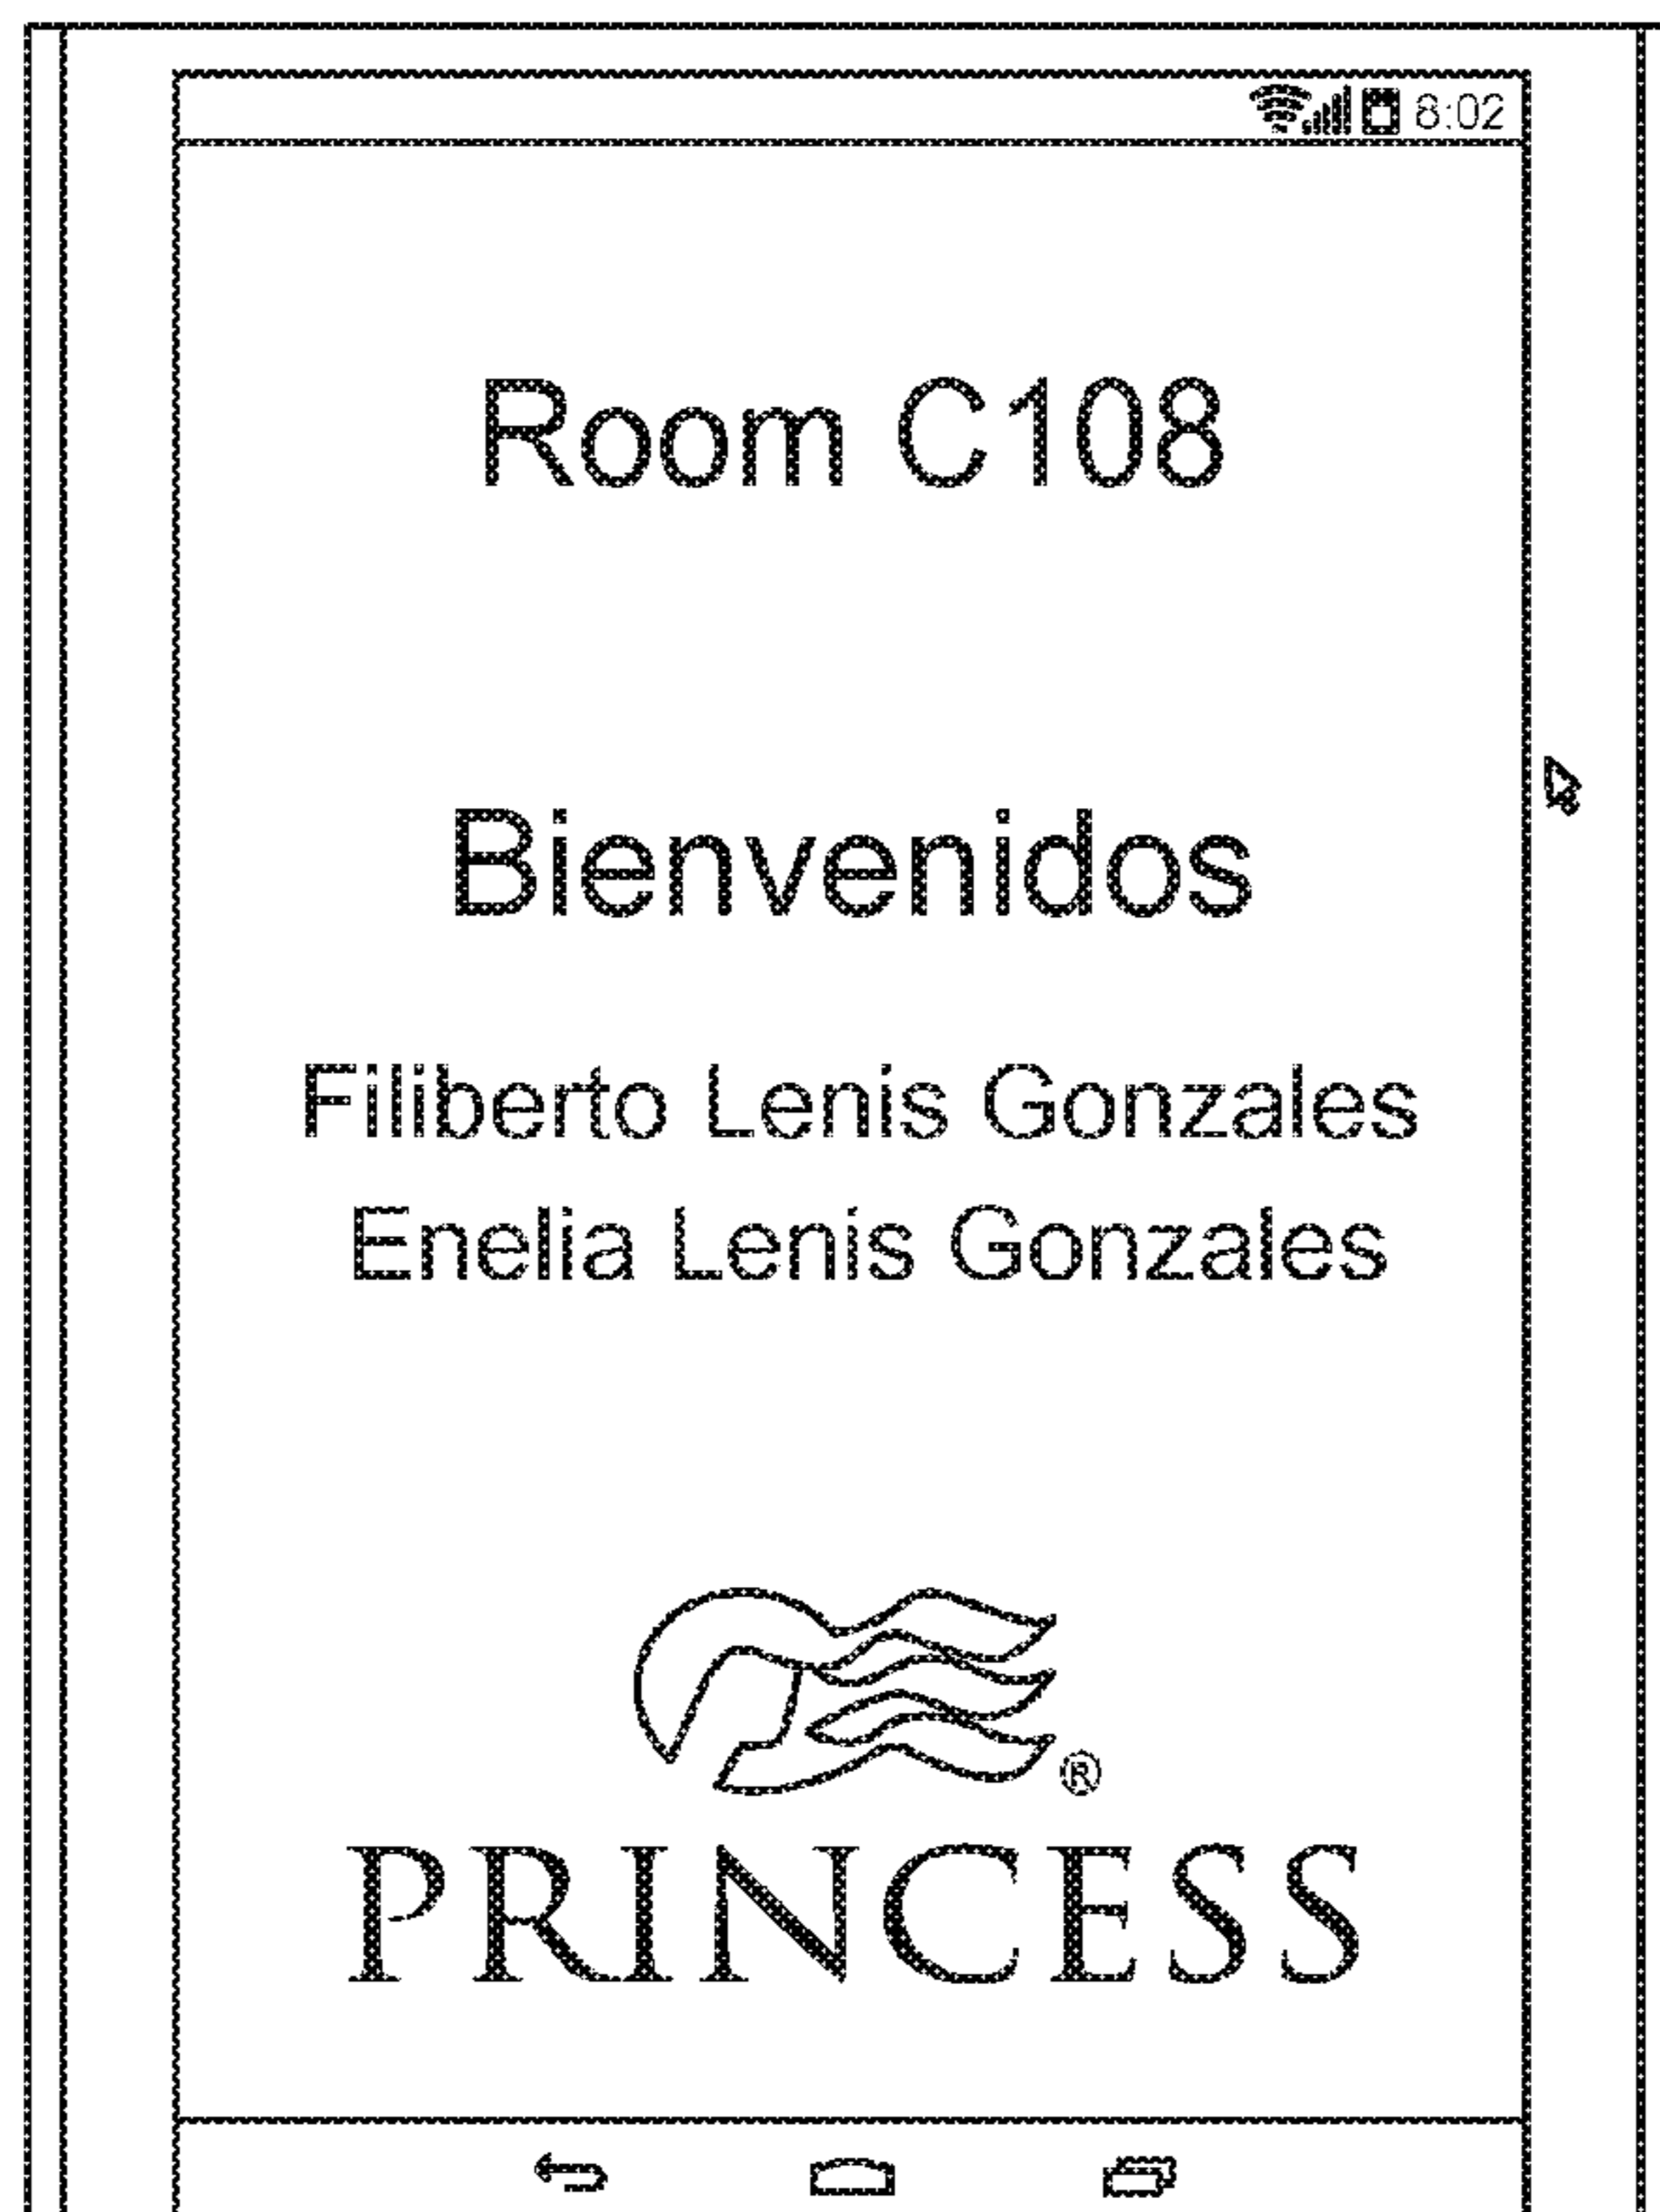 8:02
Room C108
Bienvenidos
Filiberto Lenis Gonzales
Enelia Lenis Gonzales
®
PRINCESS